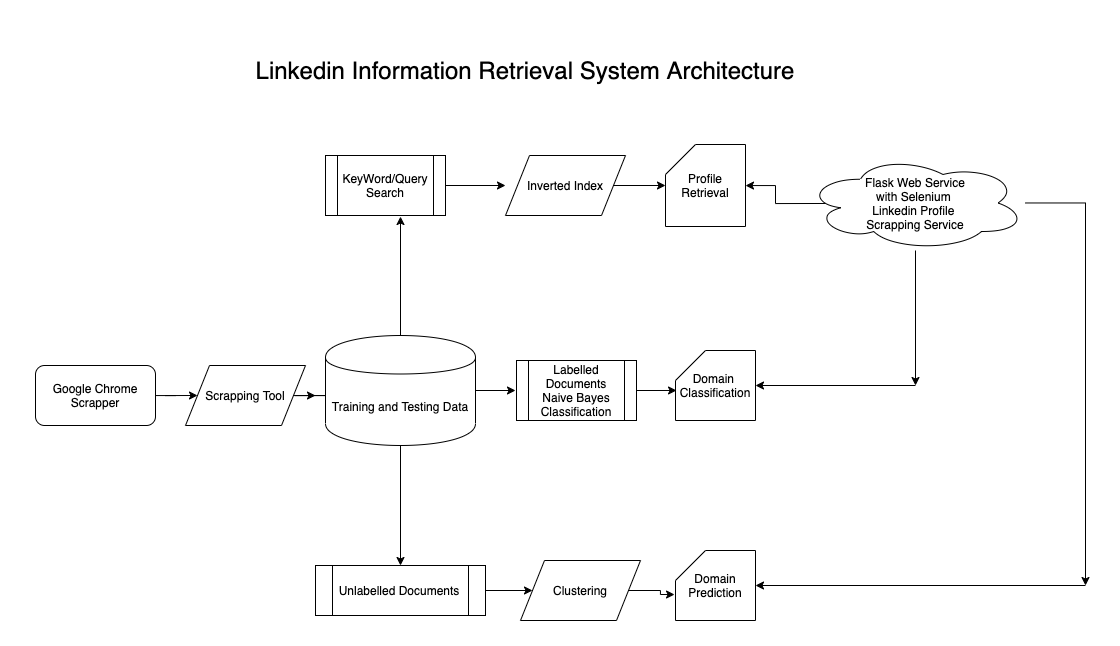 Linkedin Information Retrieval System Architecture
KeyWord/Query
Search
Inverted Index
Profile
Retrieval
Flask Web Service
with Selenium
Linkedin Profile
Scrapping Service
Google Chrome
Scrapper
Scrapping Tool
Training and Testing Data
Labelled
Documents
Naive Bayes
Classification
Domain
Classification
Unlabelled Documents
Clustering
Domain
Prediction